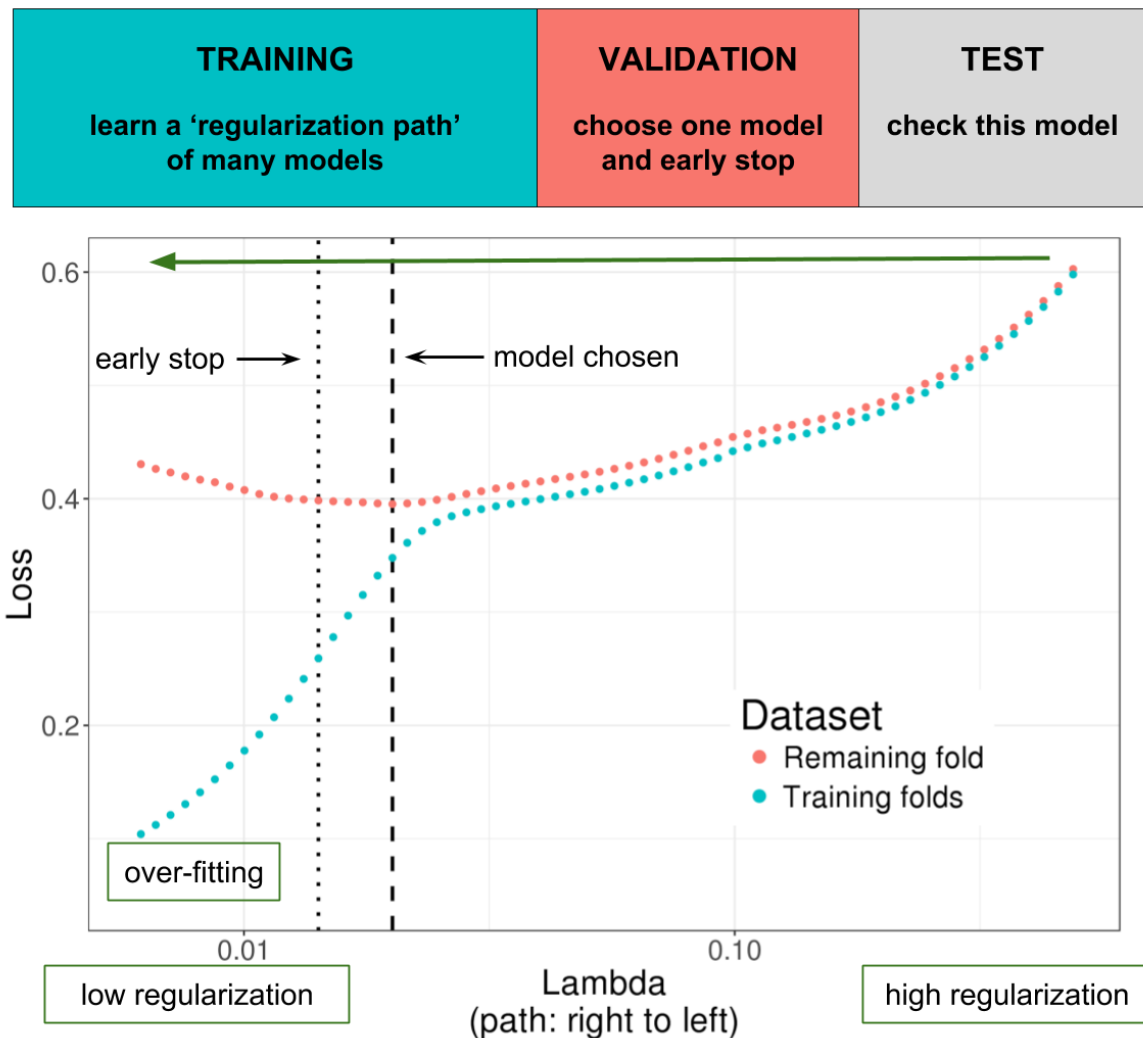 TRAINING
learn a ‘regularization path’
of many models
VALIDATION
choose one model
and early stop
TEST
check this model
0.6
early stop
model chosen
0.4
Loss
0.2
Dataset
Remaining fold
Training folds
over-fitting
0.01
0.10
low regularization
Lambda
(path: right to left)
high regularization